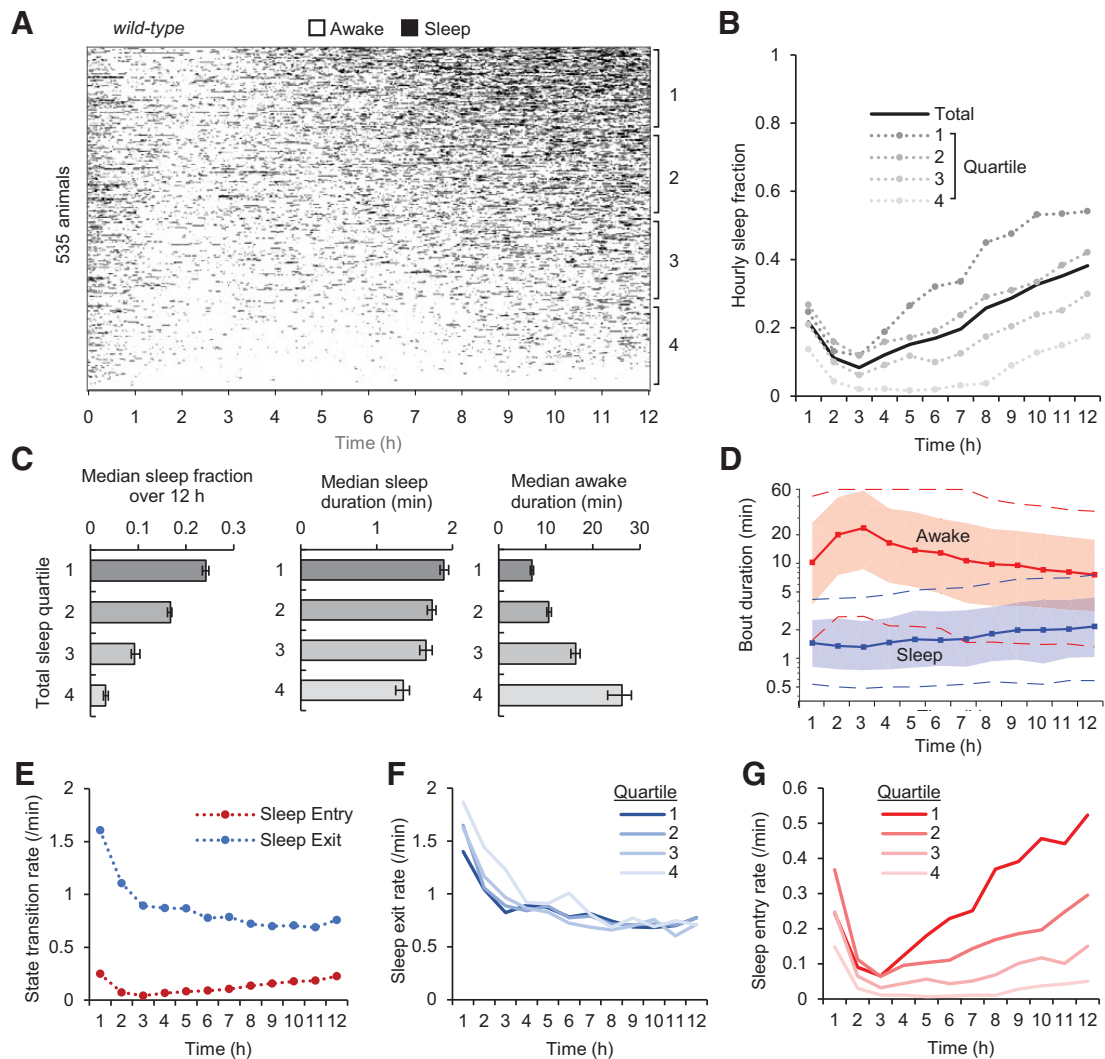 A
wild-type
Awake
Sleep
535 animals
1
2
3
4
0 1 2 3 4 5 6 7 8 9 10 11 12
Time (h)
B
Hourly sleep fraction
1
0.8
0.6
0.4
0.2
0
Total
1
2
3
4
Quartile
1 2 3 4 5 6 7 8 9 10 11 12
Time (h)
C
Total sleep quartile
Median sleep fraction
over 12 h
0 0.1 0.2 0.3
1
2
3
4
Median sleep
duration (min)
0 1 2
1
2
3
4
Median awake
duration (min)
0 10 20 30
1
2
3
4
D
Bout duration (min)
60
20
10
5
2
1
0.5
Awake
Sleep
1 2 3 4 5 6 7 8 9 10 11 12
Time (h)
E
State transition rate (/min)
2
1.5
1
0.5
0
Sleep Entry
Sleep Exit
1 2 3 4 5 6 7 8 9 10 11 12
Time (h)
F
Sleep exit rate (/min)
2
1.5
1
0.5
0
Quartile
1
2
3
4
1 2 3 4 5 6 7 8 9 10 11 12
Time (h)
G
Sleep entry rate (/min)
0.6
0.5
0.4
0.3
0.2
0.1
0
Quartile
1
2
3
4
1 2 3 4 5 6 7 8 9 10 11 12
Time (h)